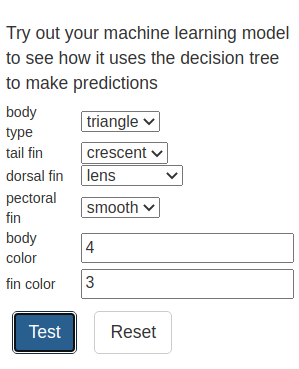 Try out your machine learning model
to see how it uses the decision tree
to make predictions
body
type
triangle
tail fin
crescent
dorsal fin
lens
pectoral
fin
smooth
body
color
4
fin color
3
Test
Reset